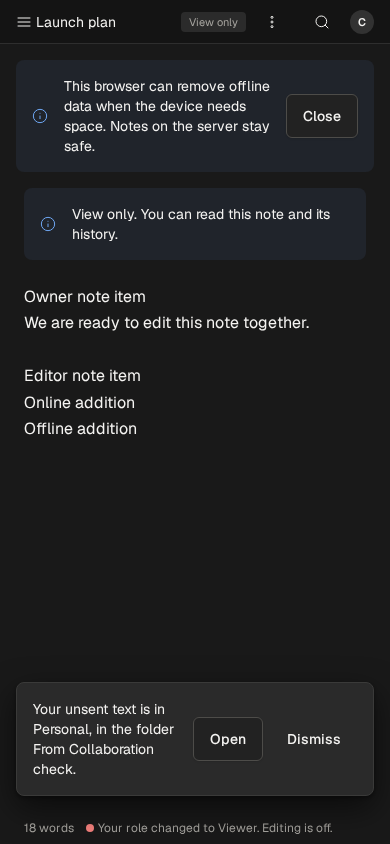 Launch plan
View only
C
This browser can remove offline
data when the device needs
space. Notes on the server stay
safe.
Close
View only. You can read this note and its
history.
Owner note item
We are ready to edit this note together.
Editor note item
Online addition
Offline addition
Your unsent text is in
Personal, in the folder
From Collaboration
check.
Open
Dismiss
18 words
Your role changed to Viewer. Editing is off.